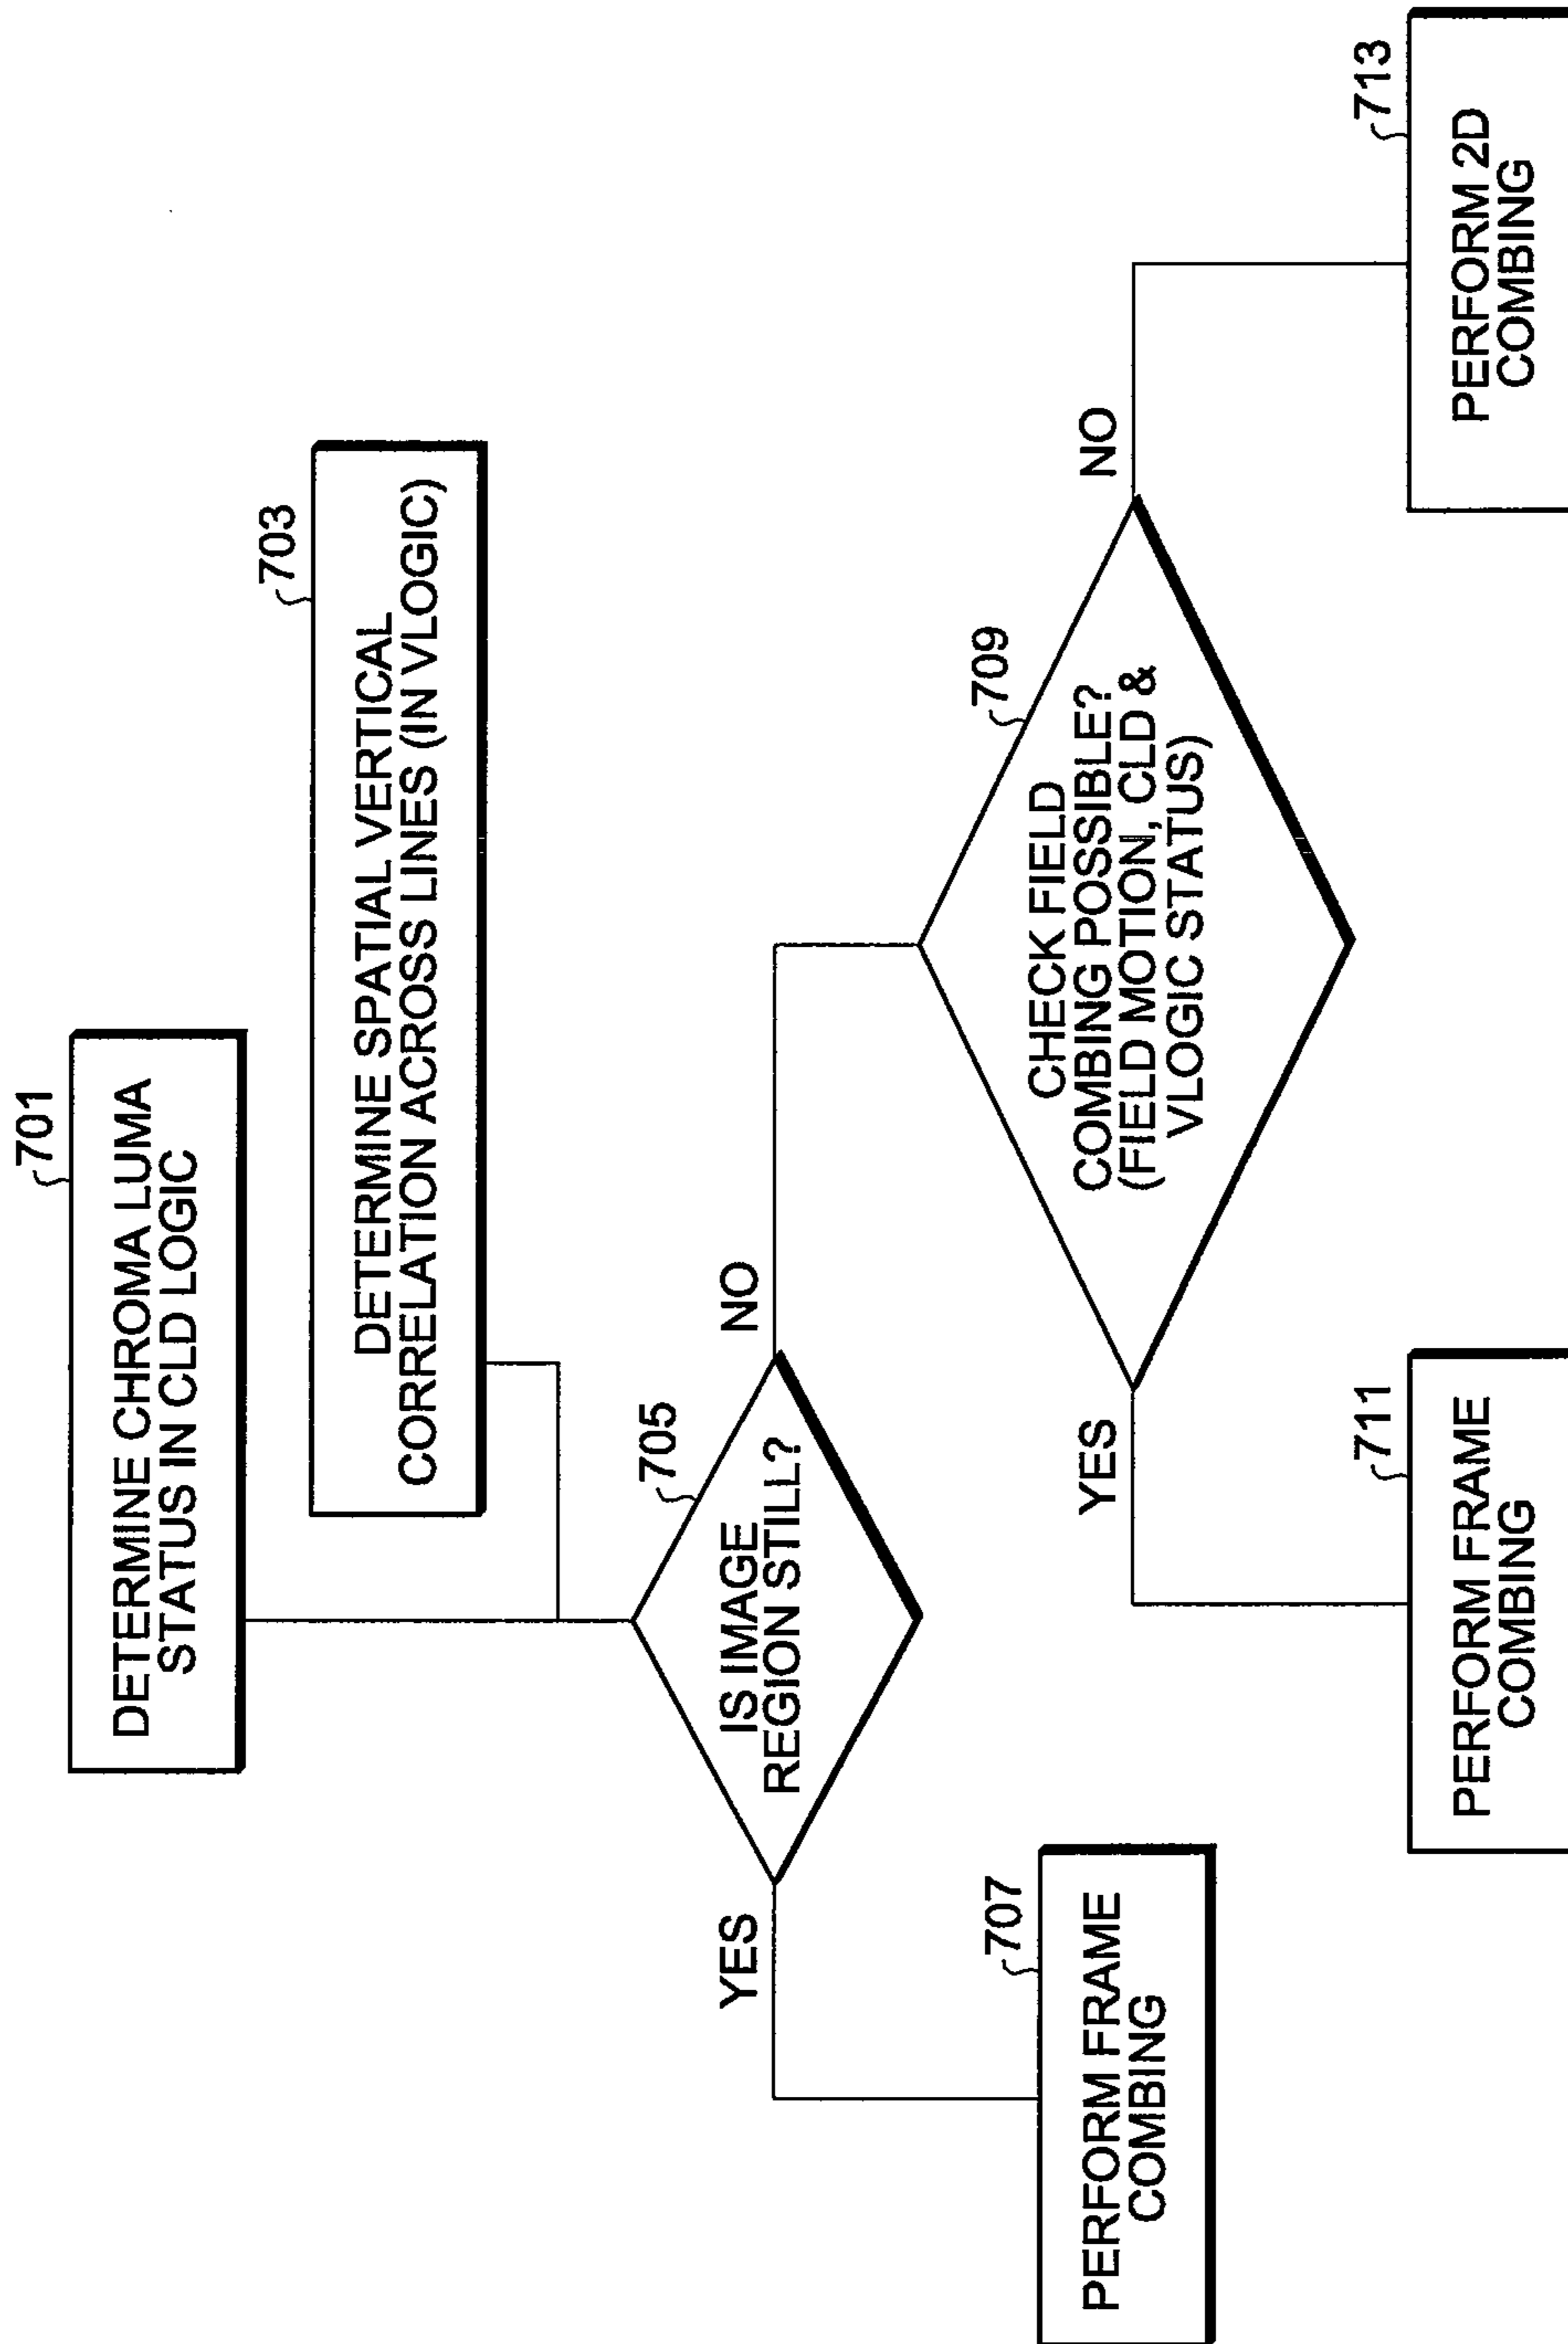 701
DETERMINE CHROMA LUMA
STATUS IN CLD LOGIC
703
DETERMINE SPATIAL VERTICAL
CORRELATION ACROSS LINES (IN VLOGIC)
705
IS IMAGE
REGION STILL?
YES
NO
707
PERFORM FRAME
COMBING
709
CHECK FIELD
COMBING POSSIBLE?
(FIELD MOTION, CLD &
VLOGIC STATUS)
YES
NO
711
PERFORM FRAME
COMBING
713
PERFORM 2D
COMBING